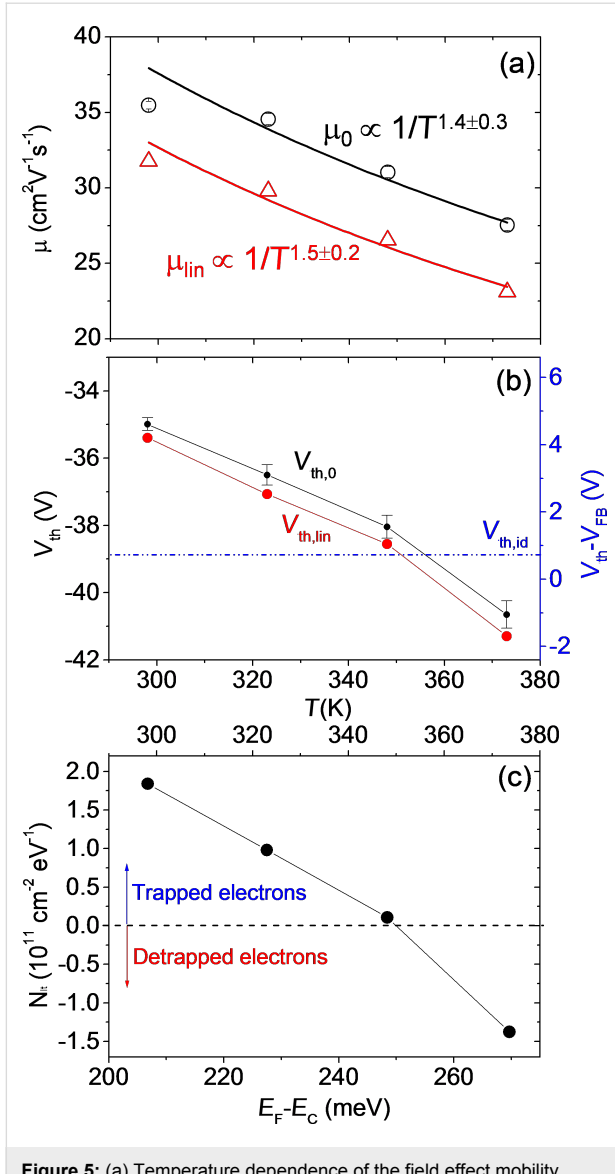 40
35
30
25
20
μ (cm²V⁻¹s⁻¹)
(a)
μ₀ ∝ 1/T^1.4±0.3
μlin ∝ 1/T^1.5±0.2
-34
-36
-38
-40
-42
Vth (V)
(b)
Vth,0
Vth,lin
Vth,id
6
4
2
0
-2
Vth-VFB (V)
300 320 340 360 380
T(K)
300 320 340 360 380
2.0
1.5
1.0
0.5
0.0
-0.5
-1.0
-1.5
Nit (10¹¹ cm⁻² eV⁻¹)
(c)
Trapped electrons
Detrapped electrons
200 220 240 260
EF-EC (meV)
Figure 5: (a) Temperature dependence of the field effect mobility